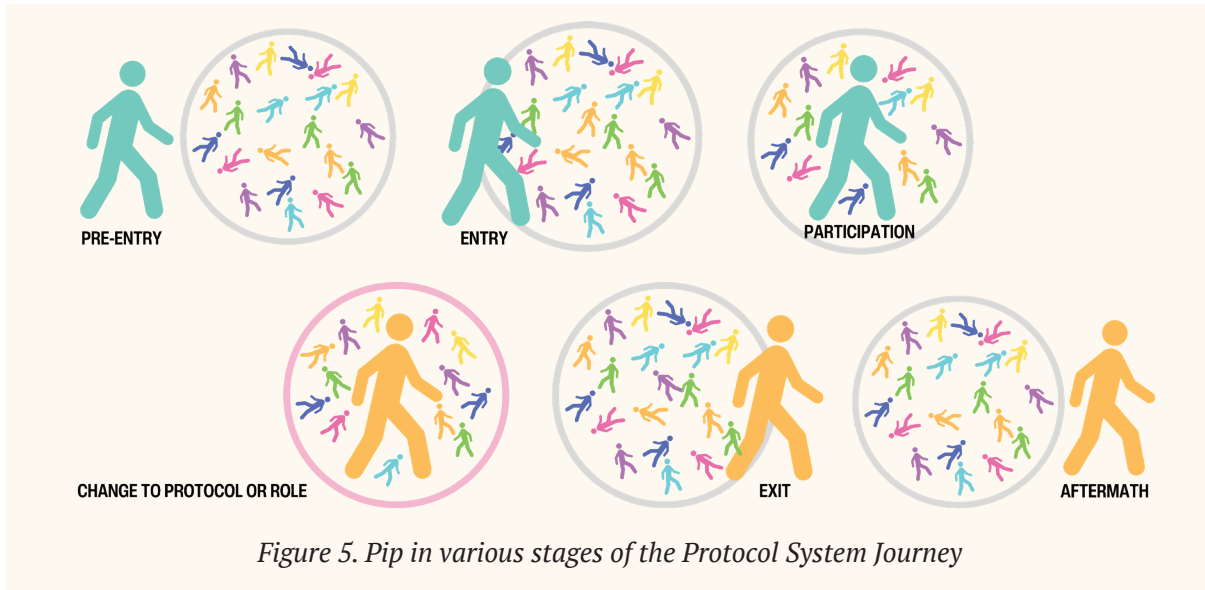 PRE-ENTRY
ENTRY
PARTICIPATION
CHANGE TO PROTOCOL OR ROLE
EXIT
AFTERMATH
Figure 5. Pip in various stages of the Protocol System Journey